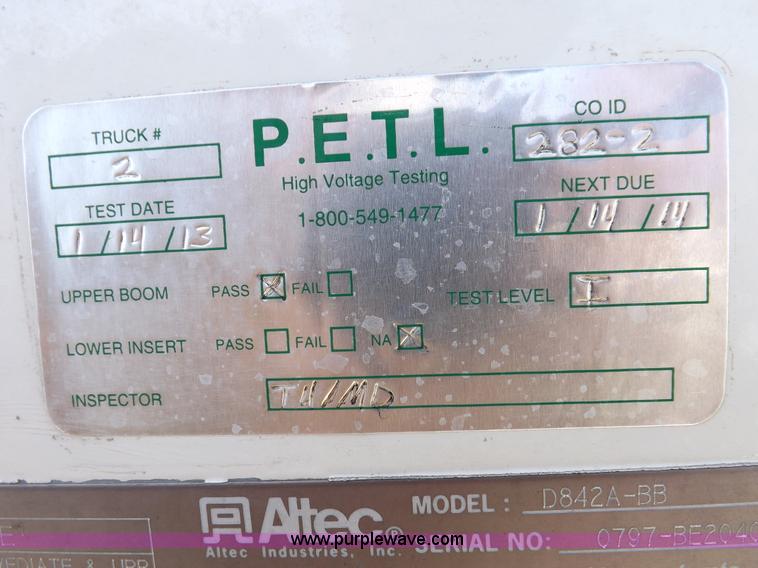 TRUCK #
2
P.E.T.L.
CO ID
282-2
High Voltage Testing
TEST DATE
1/14/13
1-800-549-1477
NEXT DUE
1/14/14
UPPER BOOM PASS X FAIL
TEST LEVEL I
LOWER INSERT PASS FAIL NA X
INSPECTOR
Altec®
Altec Industries, Inc.
MODEL: D842A-BB
SERIAL NO: 0797-BE204
www.purplewave.com